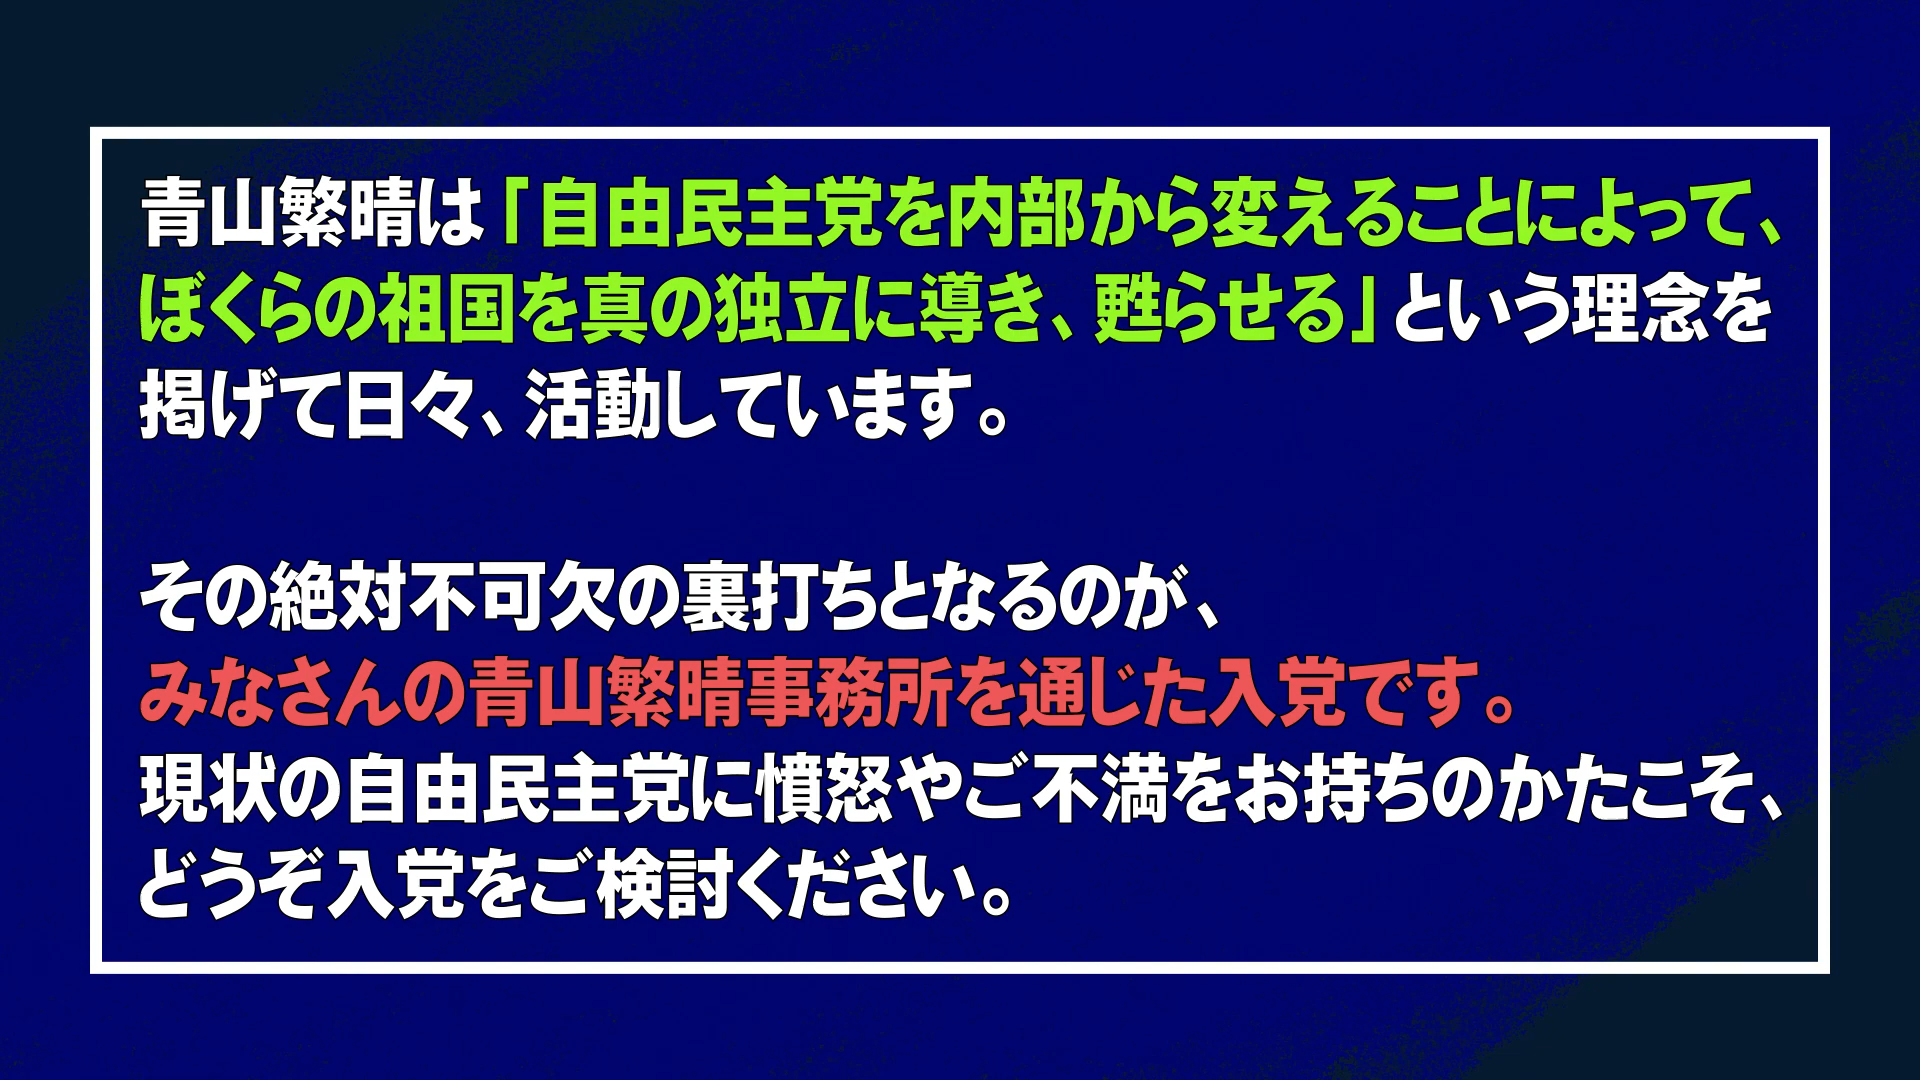 青山繁晴は「自由民主党を内部から変えることによって、
ぼくらの祖国を真の独立に導き、甦らせる」という理念を
掲げて日々、活動しています。
その絶対不可欠の裏打ちとなるのが、
みなさんの青山繁晴事務所を通じた入党です。
現状の自由民主党に憤怒やご不満をお持ちのかたこそ、
どうぞ入党をご検討ください。